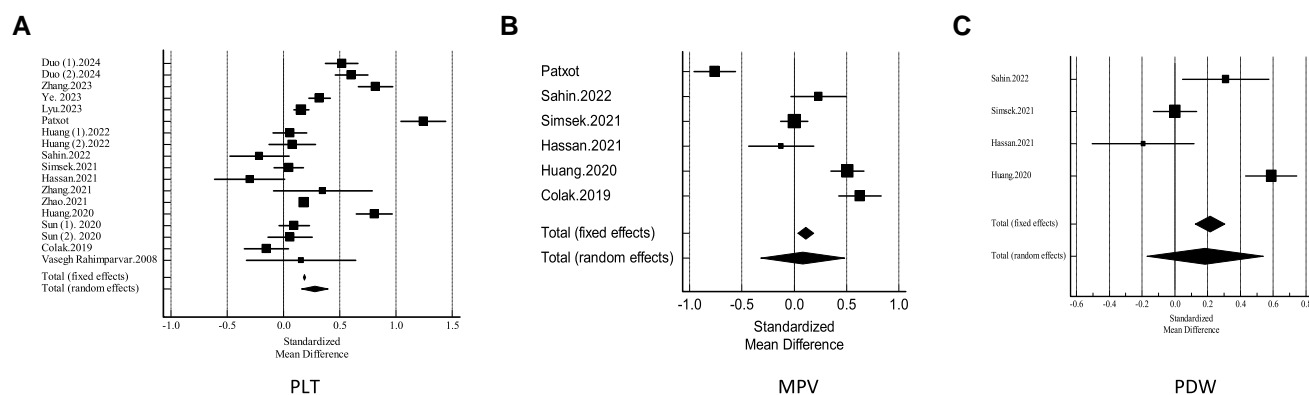 A
Duo (1).2024
Duo (2).2024
Zhang.2023
Ye. 2023
Lyu.2023
Patxot
Huang (1).2022
Huang (2).2022
Sahin.2022
Simsek.2021
Hassan.2021
Zhang.2021
Zhao.2021
Huang.2020
Sun (1). 2020
Sun (2). 2020
Colak.2019
Vasegh Rahimparvar.2008
Total (fixed effects)
Total (random effects)
-1.0 -0.5 0.0 0.5 1.0 1.5
Standardized
Mean Difference
PLT
B
Patxot
Sahin.2022
Simsek.2021
Hassan.2021
Huang.2020
Colak.2019
Total (fixed effects)
Total (random effects)
-1.0 -0.5 0.0 0.5 1.0
Standardized
Mean Difference
MPV
C
Sahin.2022
Simsek.2021
Hassan.2021
Huang.2020
Total (fixed effects)
Total (random effects)
-0.6 -0.4 -0.2 0.0 0.2 0.4 0.6 0.8
Standardized
Mean Difference
PDW